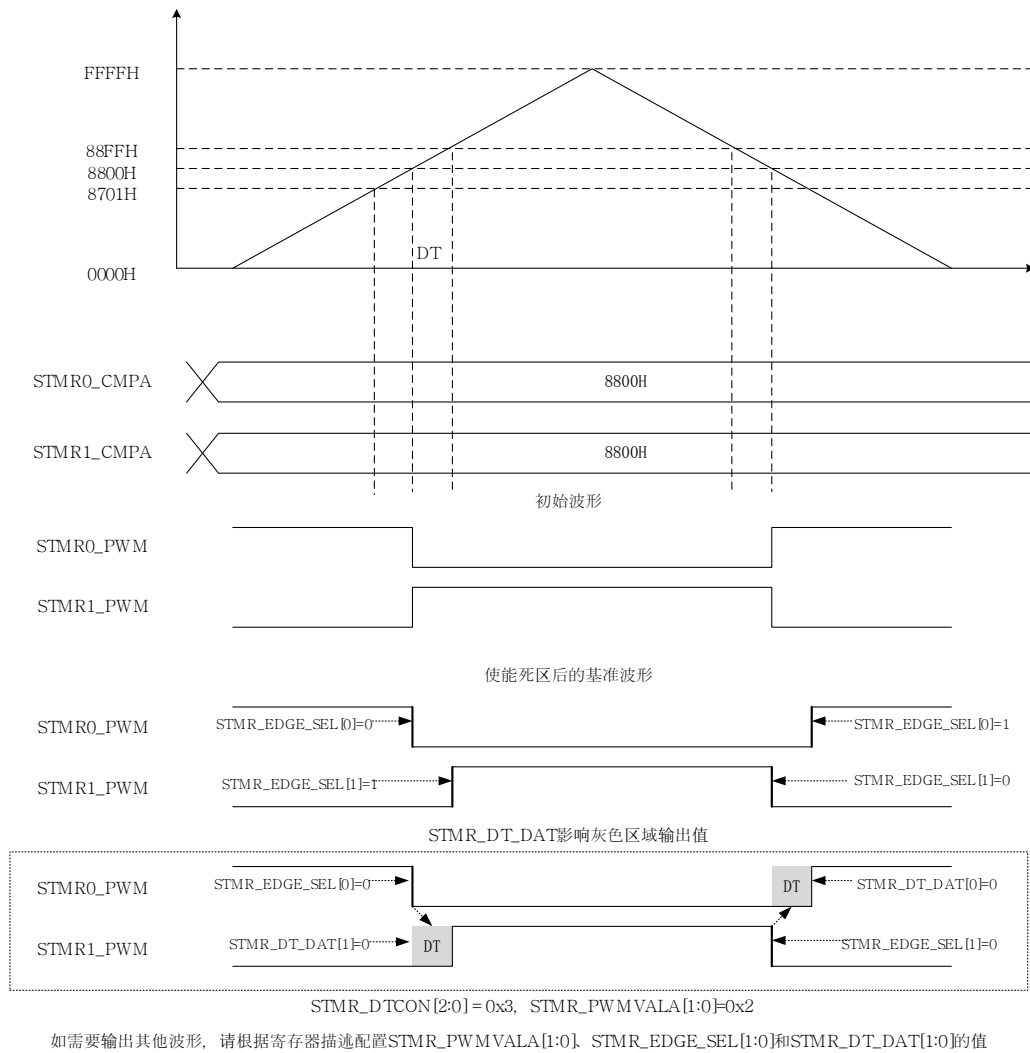 FFFFH
88FFH
8800H
8701H
DT
0000H
STMR0_CMPA
8800H
STMR1_CMPA
8800H
初始波形
STMR0_PWM
STMR1_PWM
使能死区后的基准波形
STMR0_PWM
STMR_EDGE_SEL[0]=0
STMR_EDGE_SEL[0]=1
STMR1_PWM
STMR_EDGE_SEL[1]=1
STMR_EDGE_SEL[1]=0
STMR_DT_DAT影响灰色区域输出值
STMR0_PWM
STMR_EDGE_SEL[0]=0
DT
STMR_DT_DAT[0]=0
STMR1_PWM
STMR_DT_DAT[1]=0
DT
STMR_EDGE_SEL[1]=0
STMR_DTCON[2:0] = 0x3, STMR_PWMVALA[1:0]=0x2
如需要输出其他波形, 请根据寄存器描述配置STMR_PWMVALA[1:0]、STMR_EDGE_SEL[1:0]和STMR_DT_DAT[1:0]的值